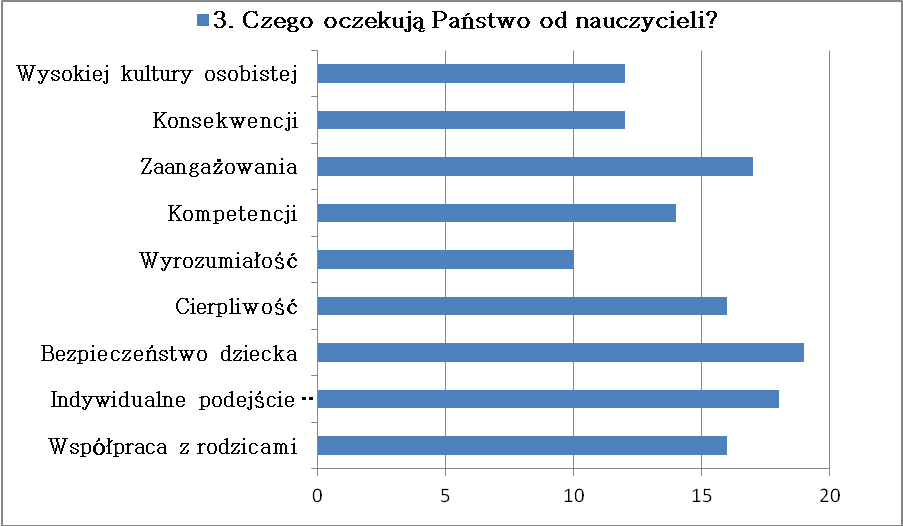 3. Czego oczekują Państwo od nauczycieli?
Wysokiej kultury osobistej
Konsekwencji
Zaangażowania
Kompetencji
Wyrozumiałość
Cierpliwość
Bezpieczeństwo dziecka
Indywidualne podejście ..
Współpraca z rodzicami
0 5 10 15 20